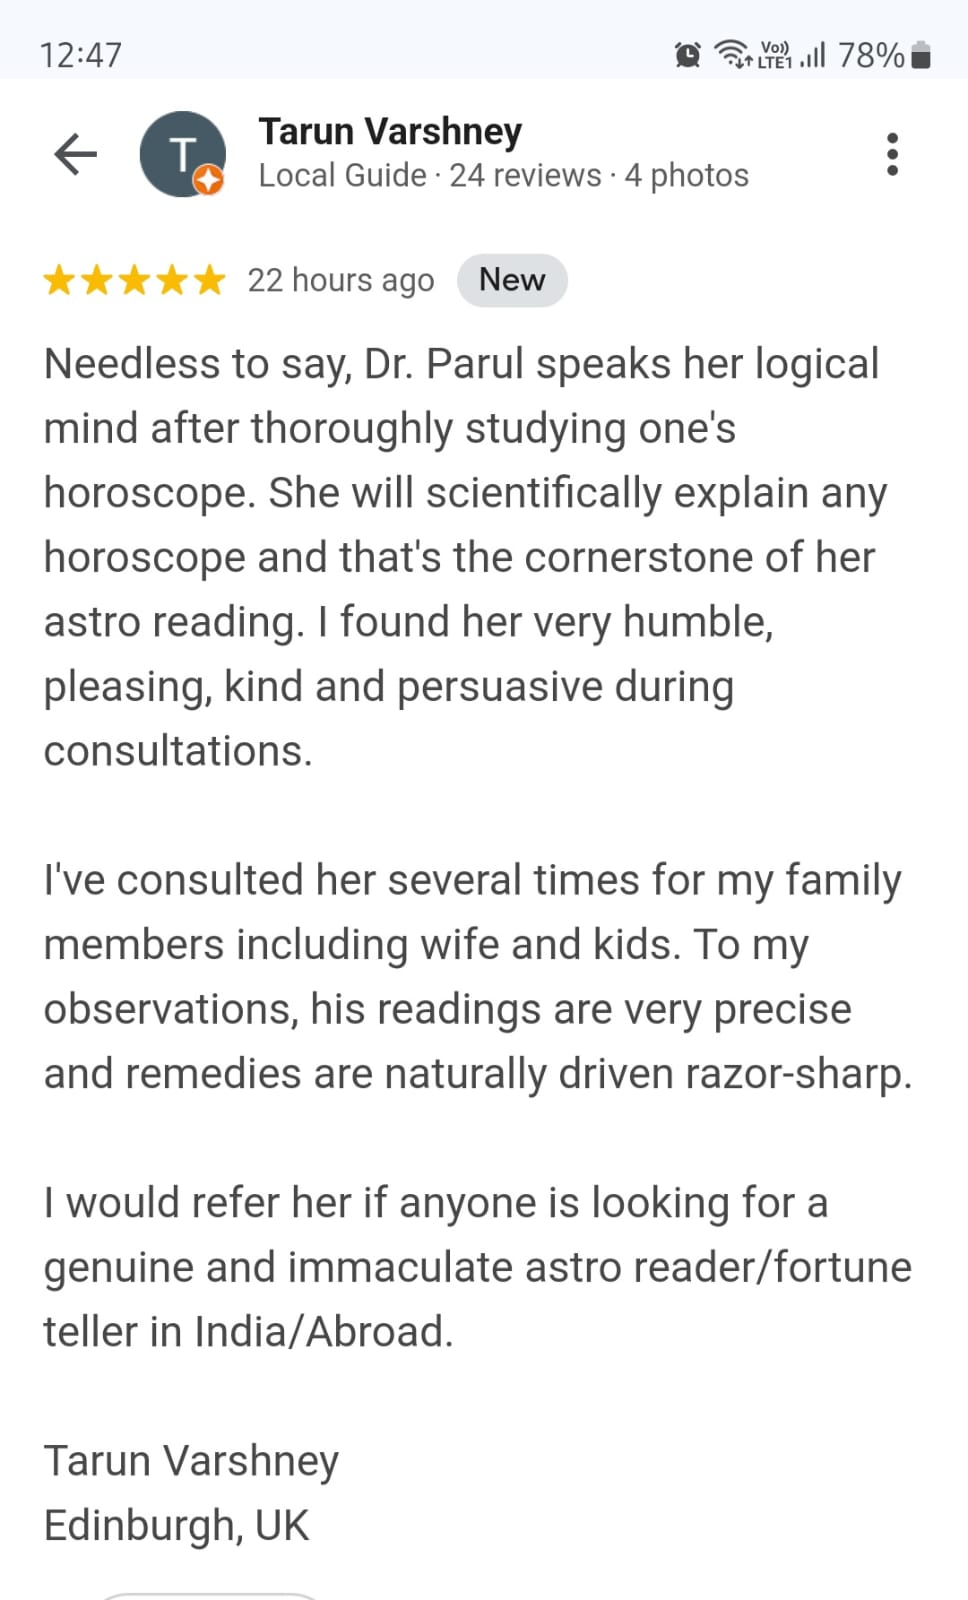 12:47
Vo)) LTE1 78%
T
Tarun Varshney
Local Guide · 24 reviews · 4 photos
22 hours ago New
Needless to say, Dr. Parul speaks her logical
mind after thoroughly studying one's
horoscope. She will scientifically explain any
horoscope and that's the cornerstone of her
astro reading. I found her very humble,
pleasing, kind and persuasive during
consultations.
I've consulted her several times for my family
members including wife and kids. To my
observations, his readings are very precise
and remedies are naturally driven razor-sharp.
I would refer her if anyone is looking for a
genuine and immaculate astro reader/fortune
teller in India/Abroad.
Tarun Varshney
Edinburgh, UK